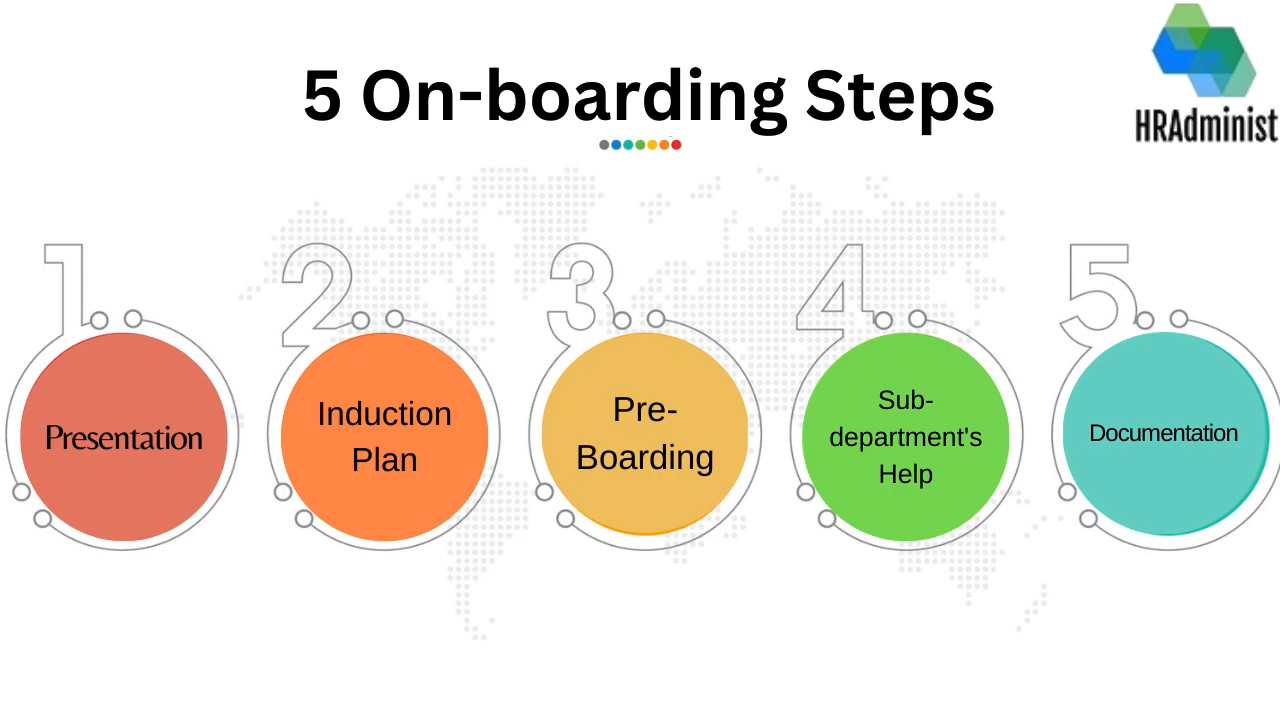 5 On-boarding Steps
HRAdminist
1
2
3
4
5
Presentation
Induction
Plan
Pre-
Boarding
Sub-
department's
Help
Documentation